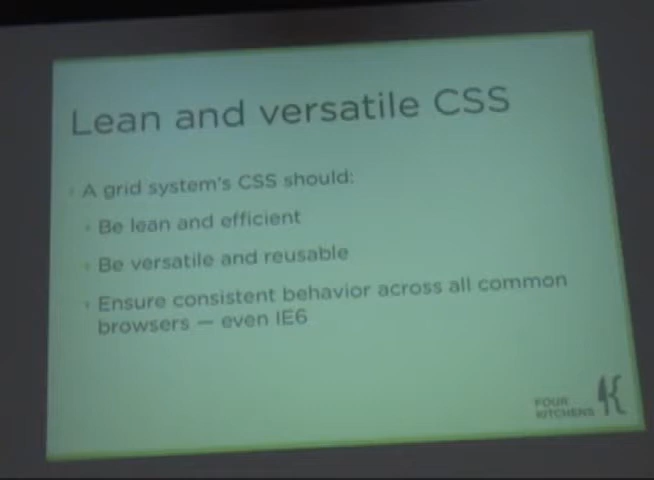 Lean and versatile CSS
A grid system's CSS should:
Be lean and efficient
Be versatile and reusable
Ensure consistent behavior across all common
browsers — even IE6
FOUR
KITCHENS